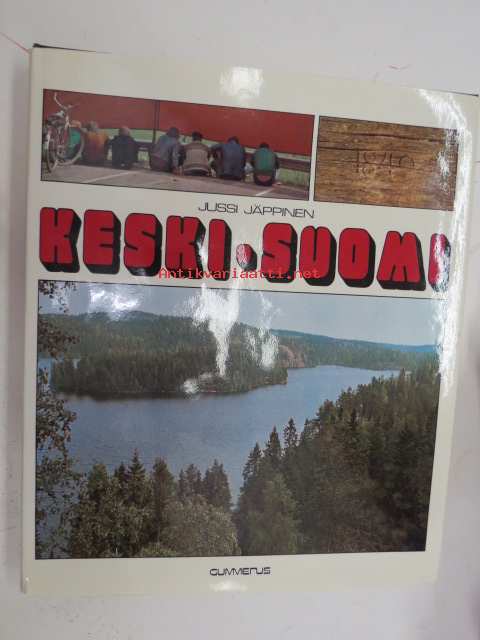 1840
JUSSI JÄPPINEN
KESKI-SUOMI
Antikvariaatti.net
GUMMERUS